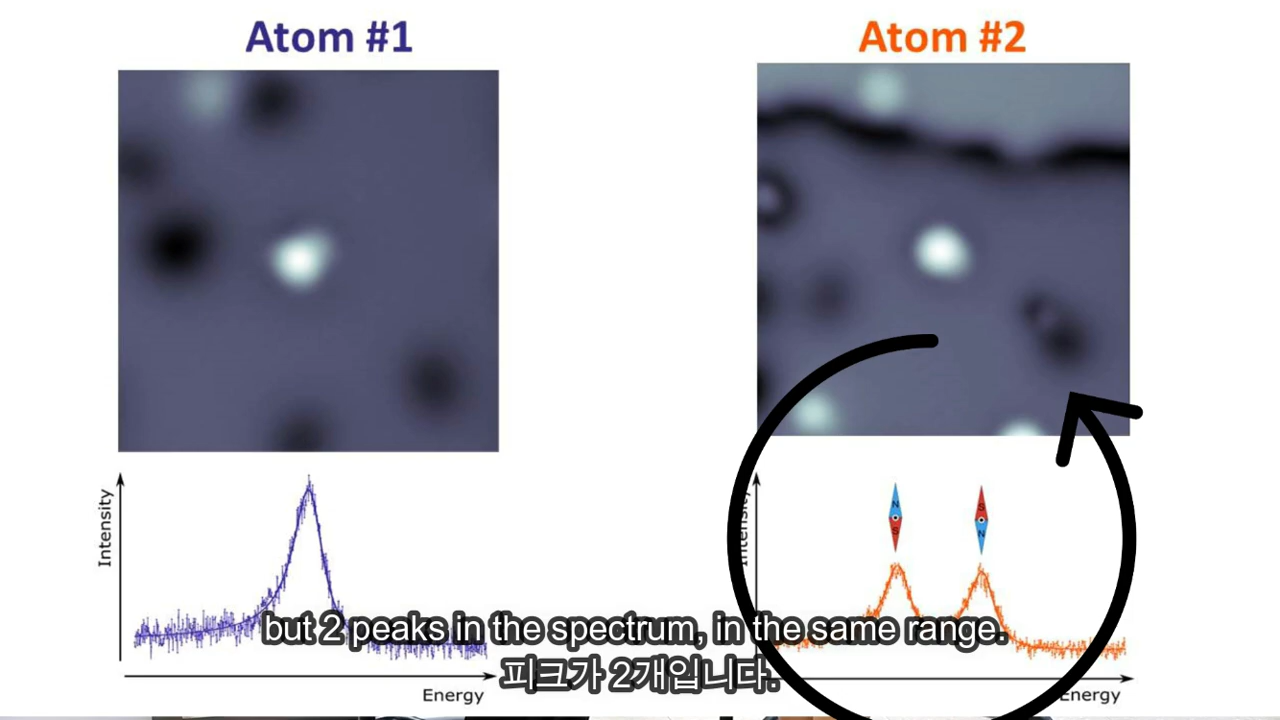 Atom #1
Atom #2
Intensity
Energy
Intensity
N
S
S
N
Energy
but 2 peaks in the spectrum, in the same range.
피크가 2개입니다.